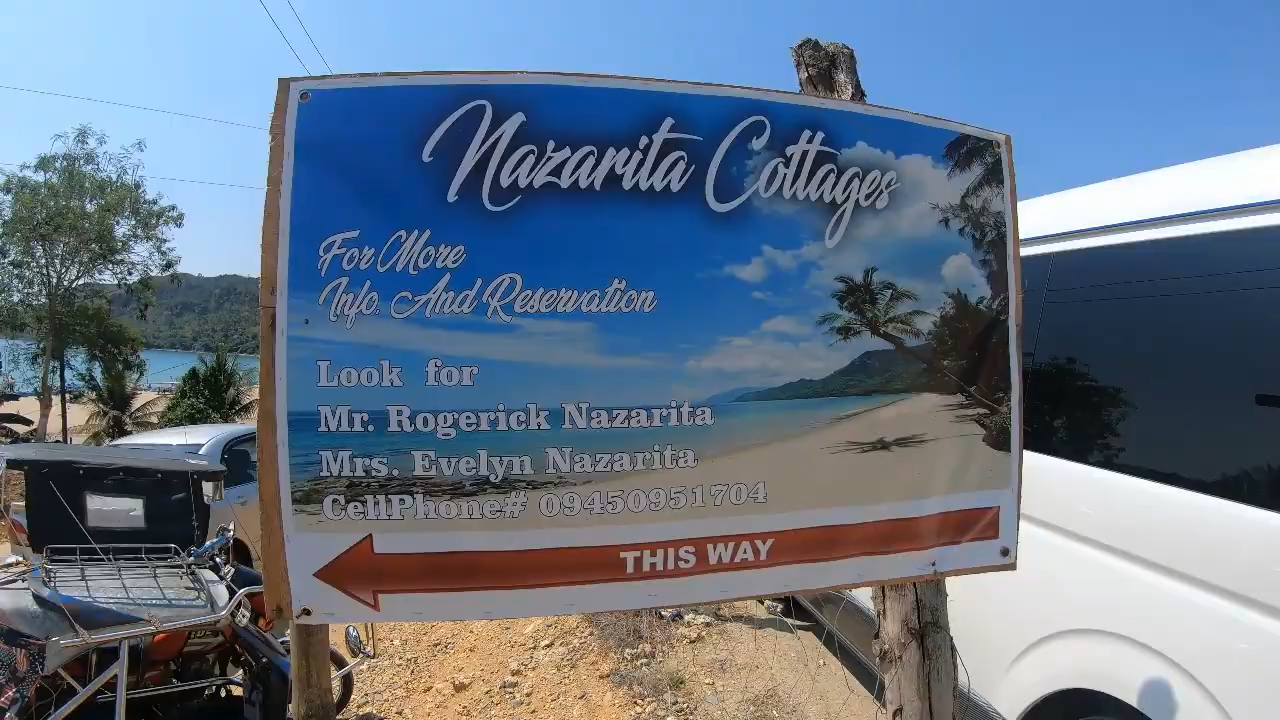 Nazarita Cottages
For More
Info. And Reservation
Look for
Mr. Rogerick Nazarita
Mrs. Evelyn Nazarita
CellPhone# 09450951704
THIS WAY